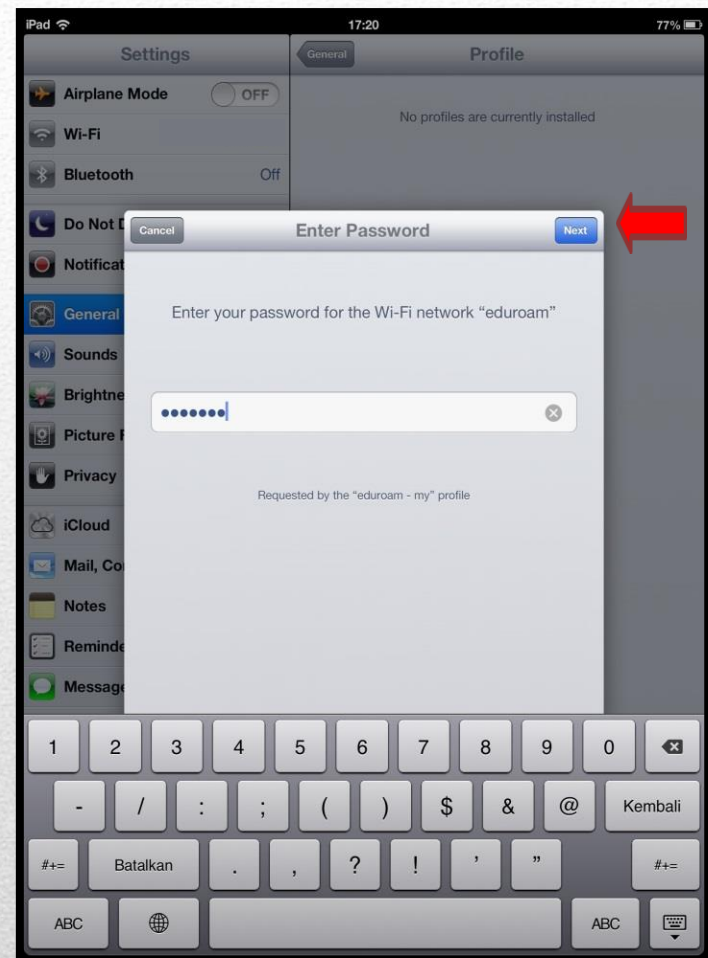 iPad 17:20 77%
Settings
General Profile
Airplane Mode OFF
No profiles are currently installed
Wi-Fi
Bluetooth Off
Do Not D
Cancel Enter Password Next
Notificat
General
Enter your password for the Wi-Fi network “eduroam”
Sounds
Brightne
•••••••
Picture F
Privacy
Requested by the “eduroam - my” profile
iCloud
Mail, Co
Notes
Reminde
Message
1 2 3 4 5 6 7 8 9 0
- / : ; ( ) $ & @ Kembali
#+= Batalkan . , ? ! ’ ” #+=
ABC ABC